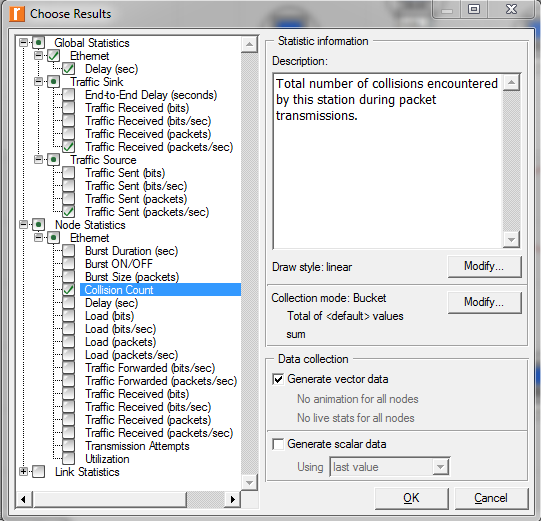 Choose Results
Global Statistics
Ethernet
Delay (sec)
Traffic Sink
End-to-End Delay (seconds)
Traffic Received (bits)
Traffic Received (bits/sec)
Traffic Received (packets)
Traffic Received (packets/sec)
Traffic Source
Traffic Sent (bits)
Traffic Sent (bits/sec)
Traffic Sent (packets)
Traffic Sent (packets/sec)
Node Statistics
Ethernet
Burst Duration (sec)
Burst ON/OFF
Burst Size (packets)
Collision Count
Delay (sec)
Load (bits)
Load (bits/sec)
Load (packets)
Load (packets/sec)
Traffic Forwarded (bits/sec)
Traffic Forwarded (packets/sec)
Traffic Received (bits)
Traffic Received (bits/sec)
Traffic Received (packets)
Traffic Received (packets/sec)
Transmission Attempts
Utilization
Link Statistics
Statistic information
Description:
Total number of collisions encountered
by this station during packet
transmissions.
Draw style: linear
Modify...
Collection mode: Bucket
Modify...
Total of <default> values
sum
Data collection
Generate vector data
No animation for all nodes
No live stats for all nodes
Generate scalar data
Using last value
OK Cancel